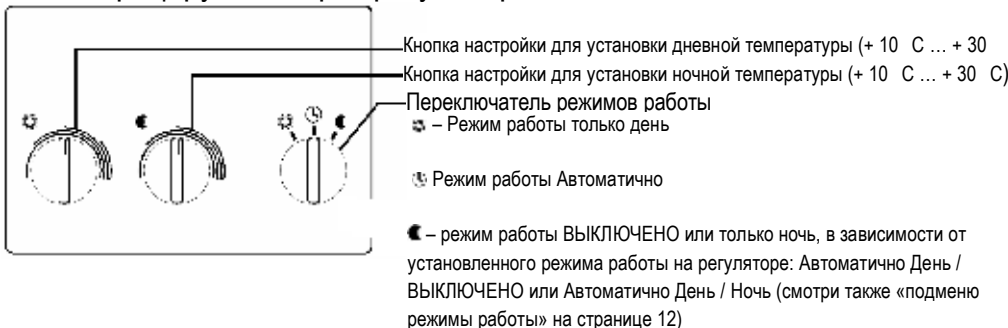 Кнопка настройки для установки дневной температуры (+ 10 С … + 30
Кнопка настройки для установки ночной температуры (+ 10 С … + 30 С)
Переключатель режимов работы
– Режим работы только день
Режим работы Автоматично
– режим работы ВЫКЛЮЧЕНО или только ночь, в зависимости от
установленного режима работы на регуляторе: Автоматично День /
ВЫКЛЮЧЕНО или Автоматично День / Ночь (смотри также «подменю
режимы работы» на странице 12)